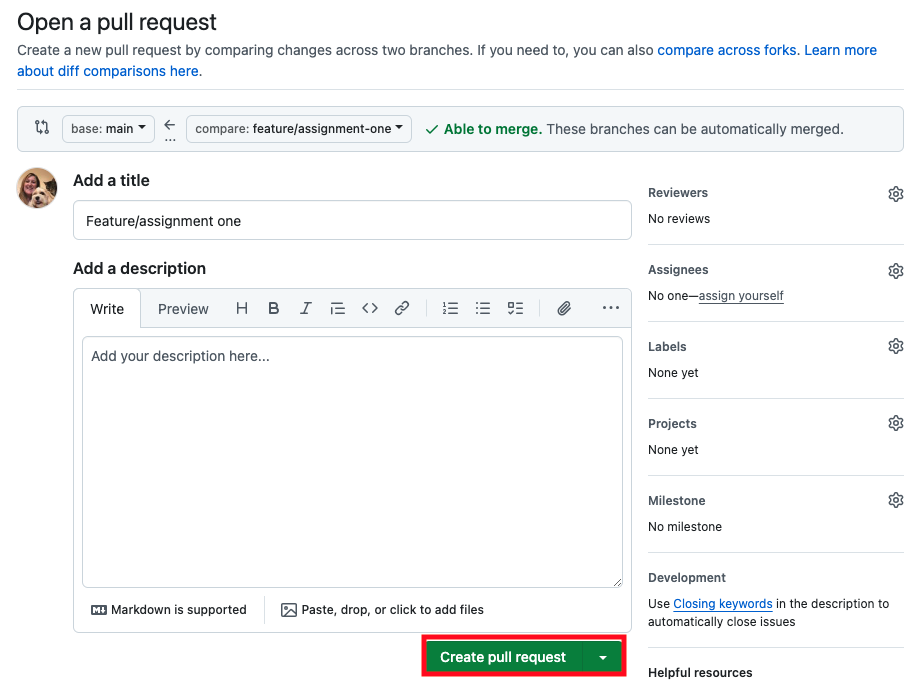 Open a pull request
Create a new pull request by comparing changes across two branches. If you need to, you can also compare across forks. Learn more
about diff comparisons here.
base: main
compare: feature/assignment-one
Able to merge. These branches can be automatically merged.
Add a title
Feature/assignment one
Add a description
Write
Preview
H B I
Add your description here...
Markdown is supported
Paste, drop, or click to add files
Create pull request
Reviewers
No reviews
Assignees
No one—assign yourself
Labels
None yet
Projects
None yet
Milestone
No milestone
Development
Use Closing keywords in the description to
automatically close issues
Helpful resources